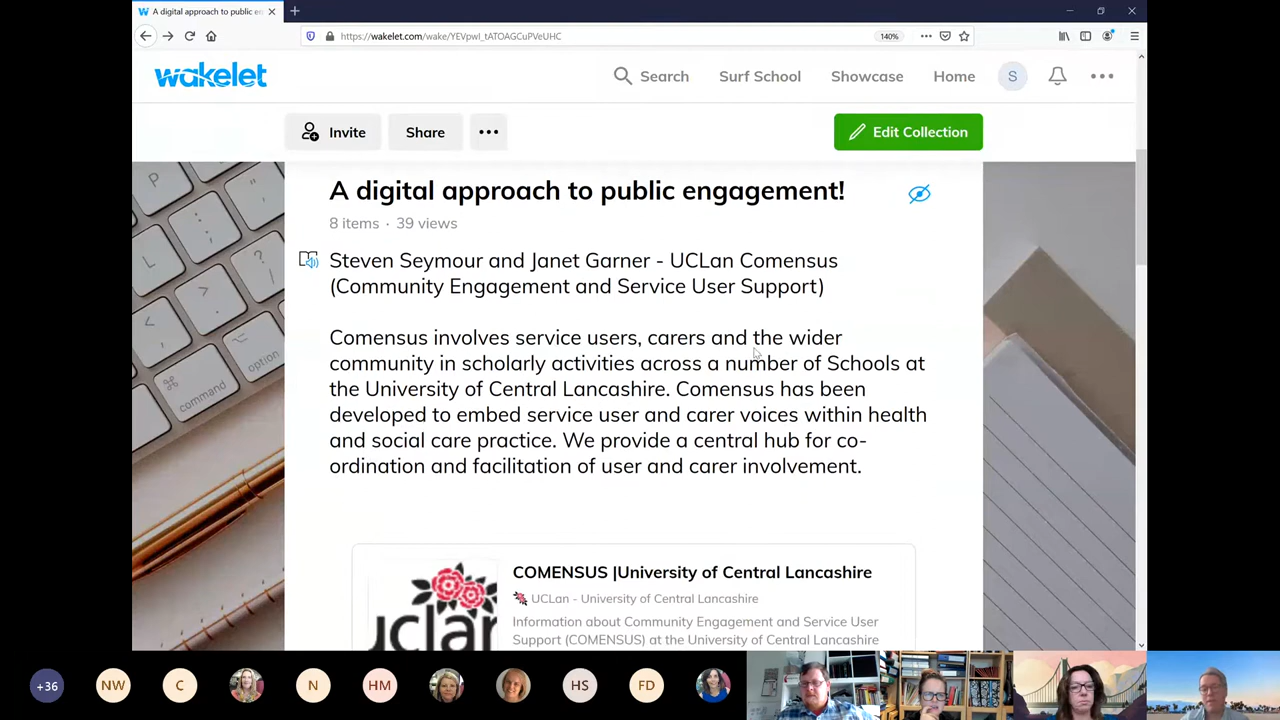 A digital approach to public en
https://wakelet.com/wake/YEVpwI_tATOAGCuPVeUHC
140%
wakelet
Search
Surf School
Showcase
Home
S
Invite
Share
Edit Collection
A digital approach to public engagement!
8 items · 39 views
Steven Seymour and Janet Garner - UCLan Comensus
(Community Engagement and Service User Support)
Comensus involves service users, carers and the wider
community in scholarly activities across a number of Schools at
the University of Central Lancashire. Comensus has been
developed to embed service user and carer voices within health
and social care practice. We provide a central hub for co-
ordination and facilitation of user and carer involvement.
COMENSUS |University of Central Lancashire
UCLan - University of Central Lancashire
Information about Community Engagement and Service User
Support (COMENSUS) at the University of Central Lancashire
uclan
P
L
:
;
?
/
<
,
>
.
⌘
command
option
+36
NW
C
N
HM
HS
FD